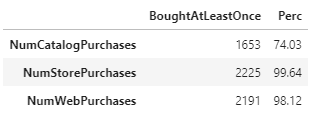 BoughtAtLeastOnce Perc
NumCatalogPurchases 1653 74.03
NumStorePurchases 2225 99.64
NumWebPurchases 2191 98.12